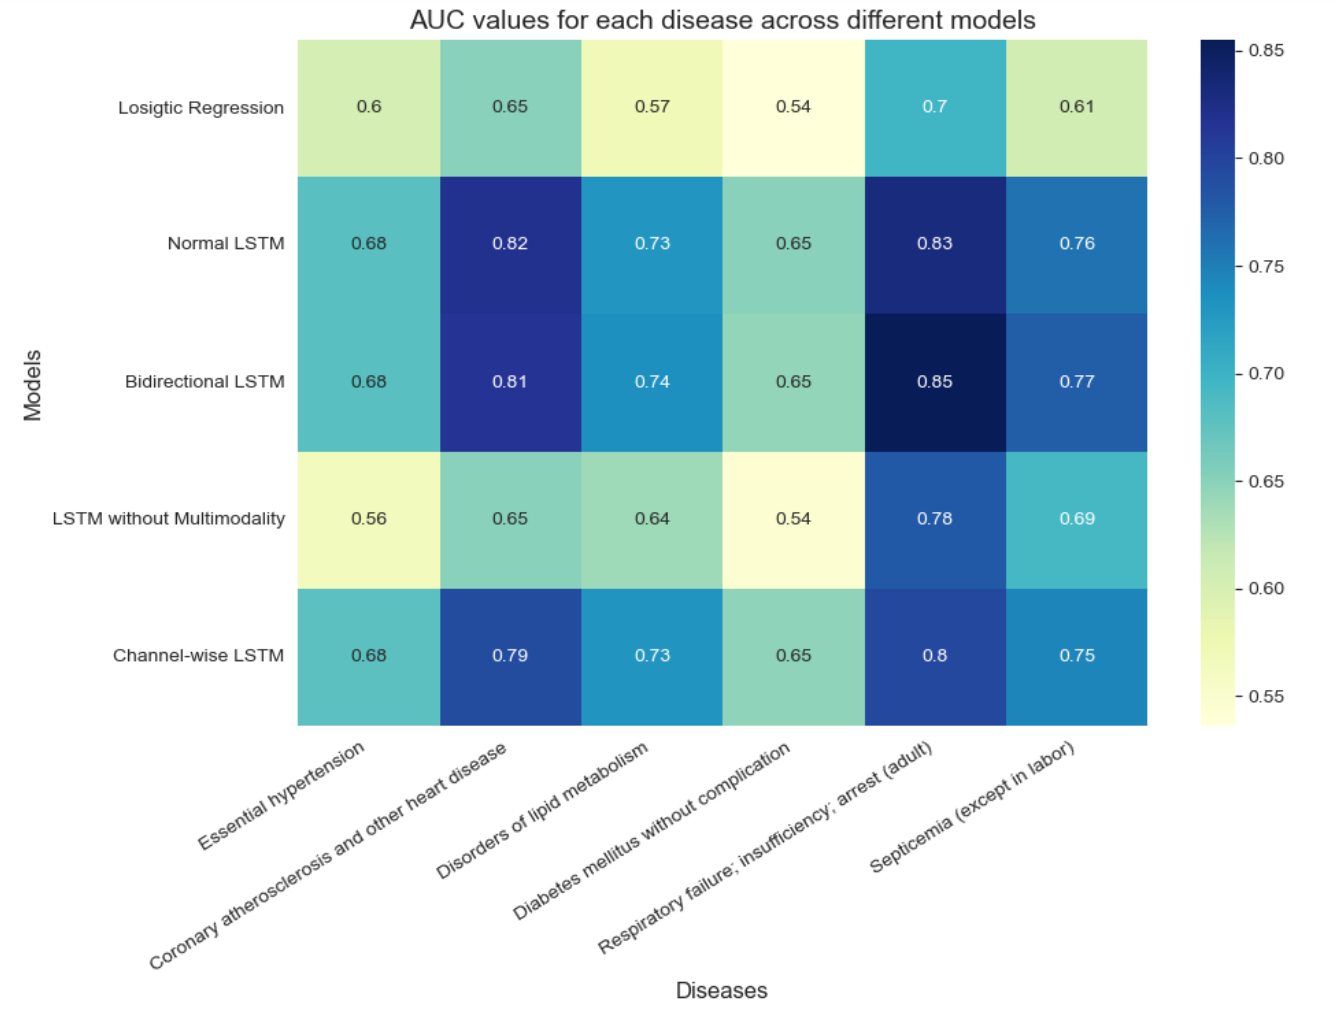 AUC values for each disease across different models
Losigtic Regression 0.6 0.65 0.57 0.54 0.7 0.61
Normal LSTM 0.68 0.82 0.73 0.65 0.83 0.76
Bidirectional LSTM 0.68 0.81 0.74 0.65 0.85 0.77
LSTM without Multimodality 0.56 0.65 0.64 0.54 0.78 0.69
Channel-wise LSTM 0.68 0.79 0.73 0.65 0.8 0.75
Models
Essential hypertension
Coronary atherosclerosis and other heart disease
Disorders of lipid metabolism
Diabetes mellitus without complication
Respiratory failure; insufficiency; arrest (adult)
Septicemia (except in labor)
Diseases
0.85
0.80
0.75
0.70
0.65
0.60
0.55